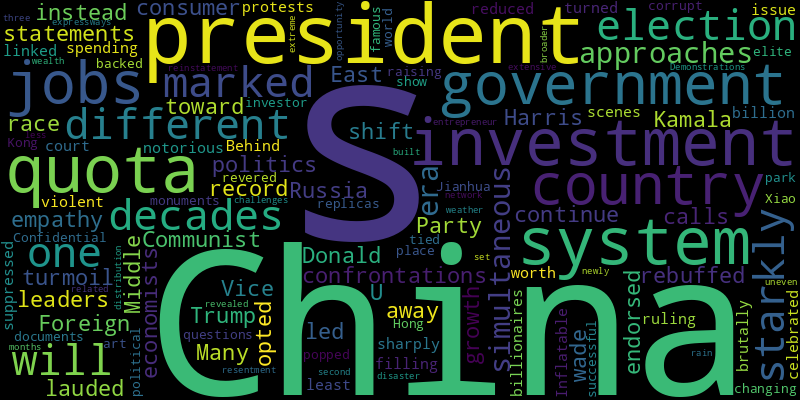 three
expressways
consumer
protests
reduced
turned
corrupt
issue
instead
president
election
statements
famous
world
opportunity
extreme
broader
spending
linked
wealth
backed
reinstatement
East
raising
show
approaches
elite
extensive
Demonstrations
jobs
marked
government
toward
investor
entrepreneur
billion
race
different
S
shift
Harris
scenes
Kamala
Kong
court
less
notorious
Behind
built
investment
quota
politics
revered
record
Russia
era
Jianhua
network
country
park
Xiao
violent
monuments
challenges
replicas
weather
simultaneous
continue
calls
empathy
decades
Party
tied
place
starkly
Confidential
Communist
one
Middle
Donald
system
suppressed
turmoil
economists
confrontations
set
worth
newly
rebuffed
uneven
leaders
related
distribution
Vice
U
China
away
growth
billionaires
Inflatable
endorsed
ruling
brutally
celebrated
Foreign
revealed
Trump
opted
led
Hong
documents
art
questions
sharply
wade
successful
rain
months
will
political
Many
popped
filling
resentment
second
disaster
lauded
least
changing